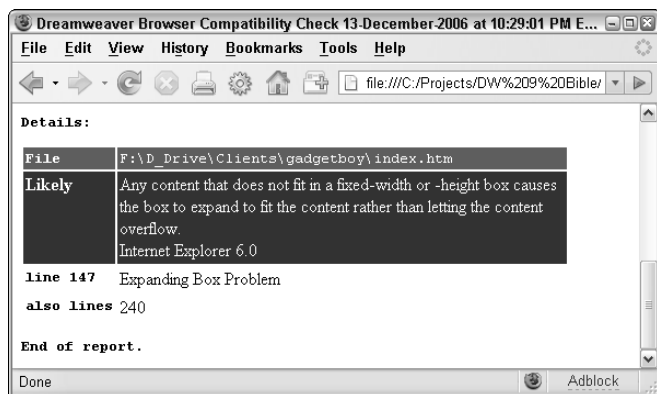 Dreamweaver Browser Compatibility Check 13-December-2006 at 10:29:01 PM E...
File Edit View History Bookmarks Tools Help
file:///C:/Projects/DW%209%20Bible/
Details:
File F:\D_Drive\Clients\gadgetboy\index.htm
Likely Any content that does not fit in a fixed-width or -height box causes
the box to expand to fit the content rather than letting the content
overflow.
Internet Explorer 6.0
line 147 Expanding Box Problem
also lines 240
End of report.
Done Adblock